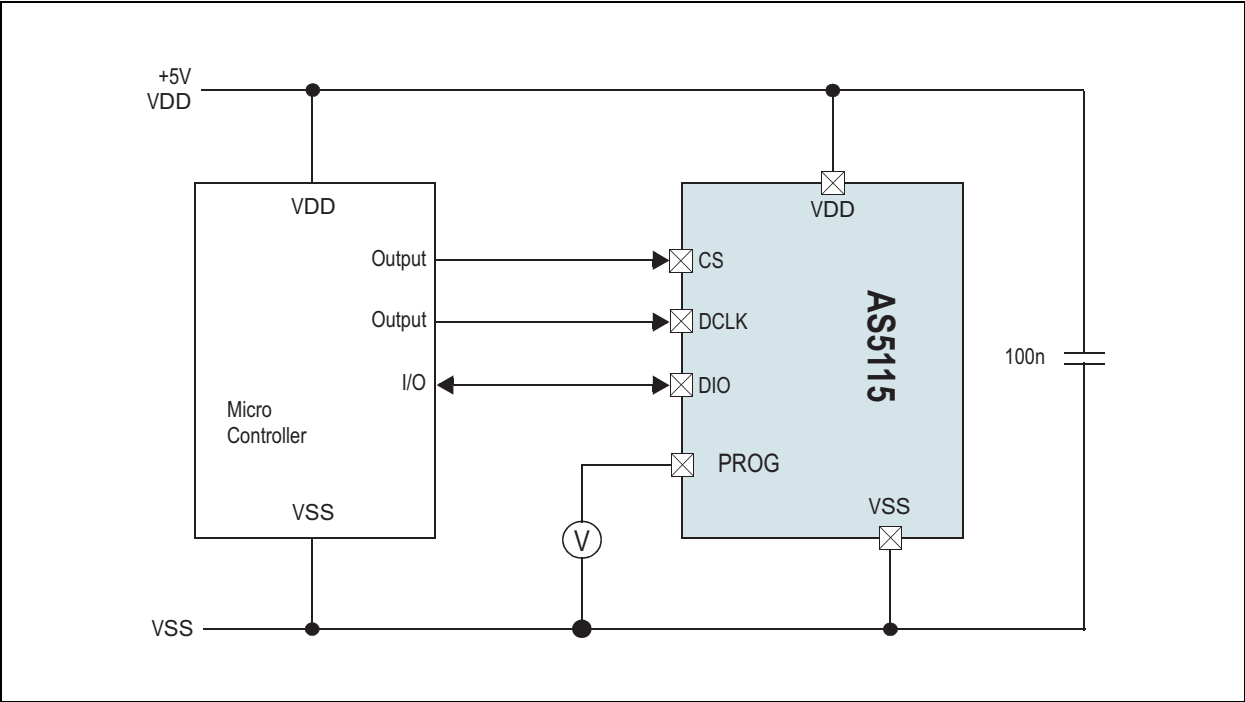 +5V
VDD
VDD
VDD
Output
CS
Output
DCLK
I/O
DIO
AS5115
100n
Micro
Controller
PROG
VSS
VSS
V
VSS